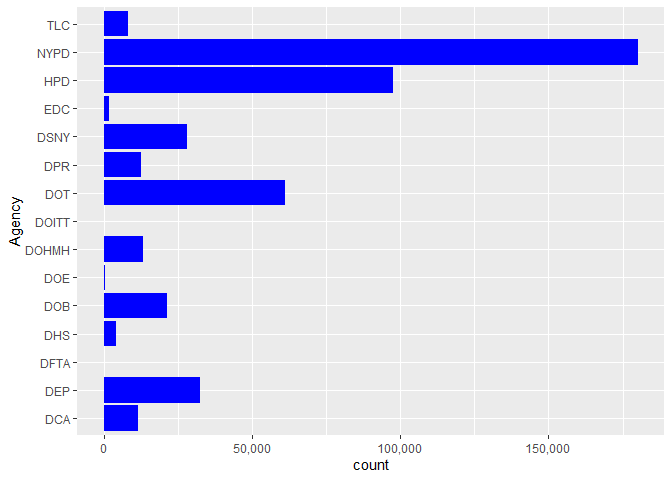 TLC
NYPD
HPD
EDC
DSNY
DPR
DOT
DOITT
DOHMH
DOE
DOB
DHS
DFTA
DEP
DCA
Agency
0 50,000 100,000 150,000
count